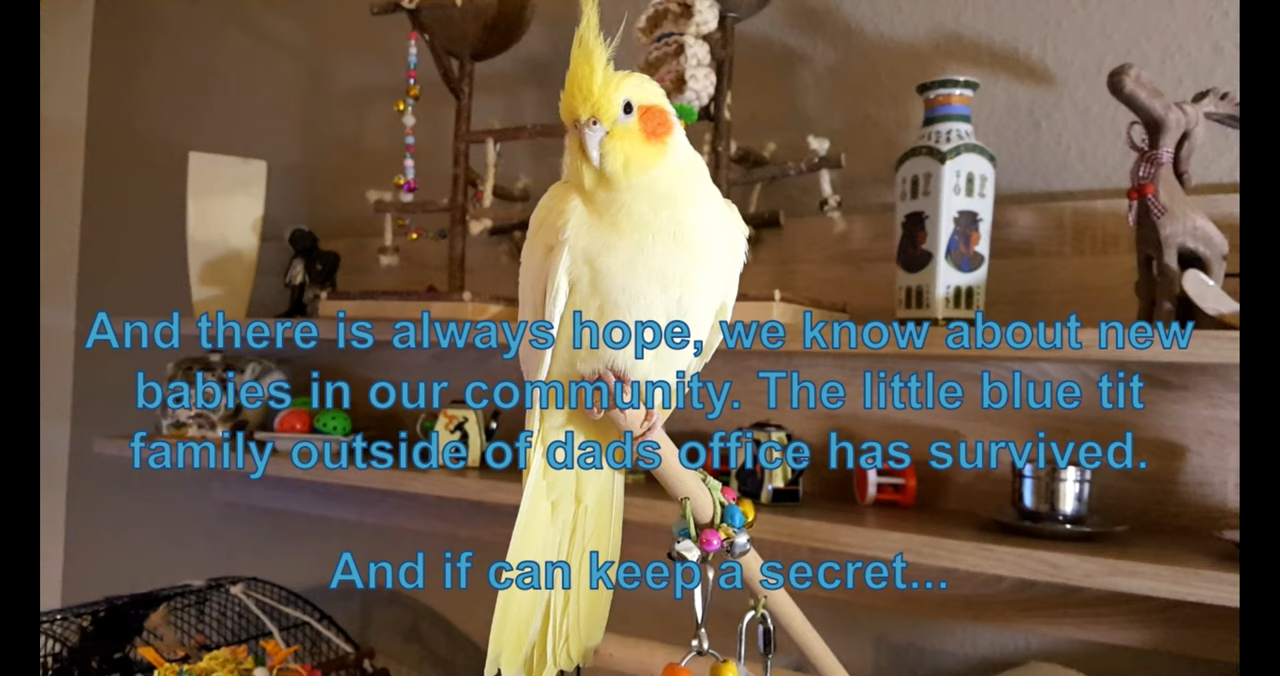 And there is always hope, we know about new
babies in our community. The little blue tit
family outside of dads office has survived.
And if can keep a secret...